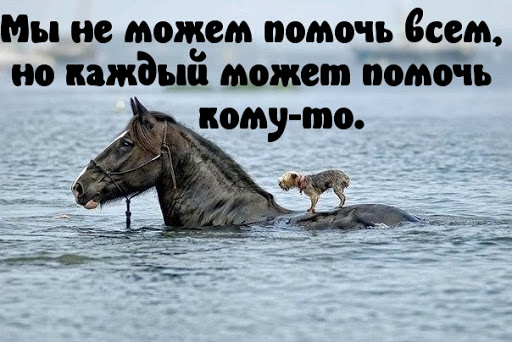 Мы не можем помочь всем,
но каждый может помочь
кому-то.